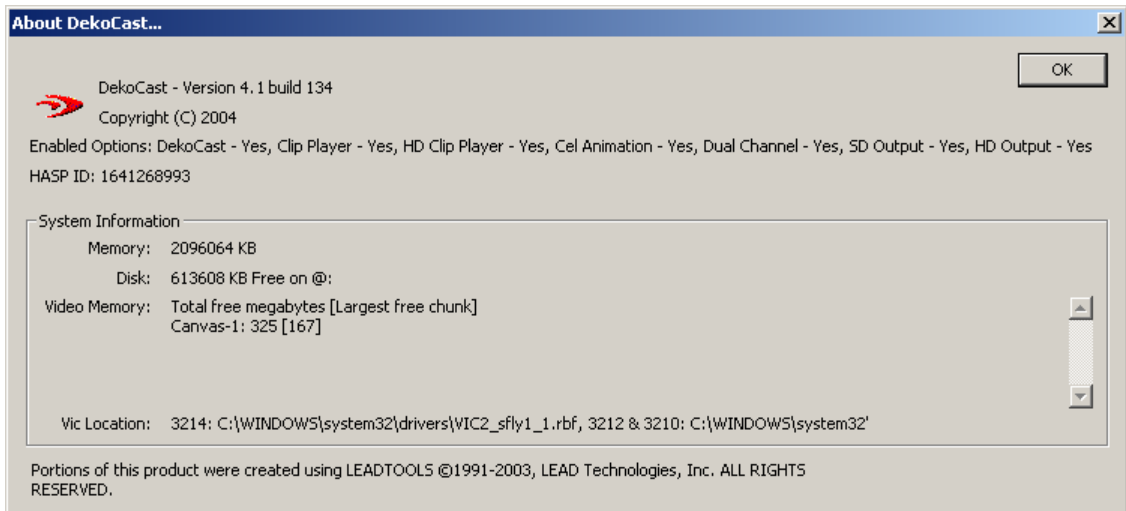 About DekoCast...
OK
DekoCast - Version 4.1 build 134
Copyright (C) 2004
Enabled Options: DekoCast - Yes, Clip Player - Yes, HD Clip Player - Yes, Cel Animation - Yes, Dual Channel - Yes, SD Output - Yes, HD Output - Yes
HASP ID: 1641268993
System Information
Memory: 2096064 KB
Disk: 613608 KB Free on @:
Video Memory: Total free megabytes [Largest free chunk]
Canvas-1: 325 [167]
Vic Location: 3214: C:\WINDOWS\system32\drivers\VIC2_sfly1_1.rbf, 3212 & 3210: C:\WINDOWS\system32'
Portions of this product were created using LEADTOOLS ©1991-2003, LEAD Technologies, Inc. ALL RIGHTS
RESERVED.